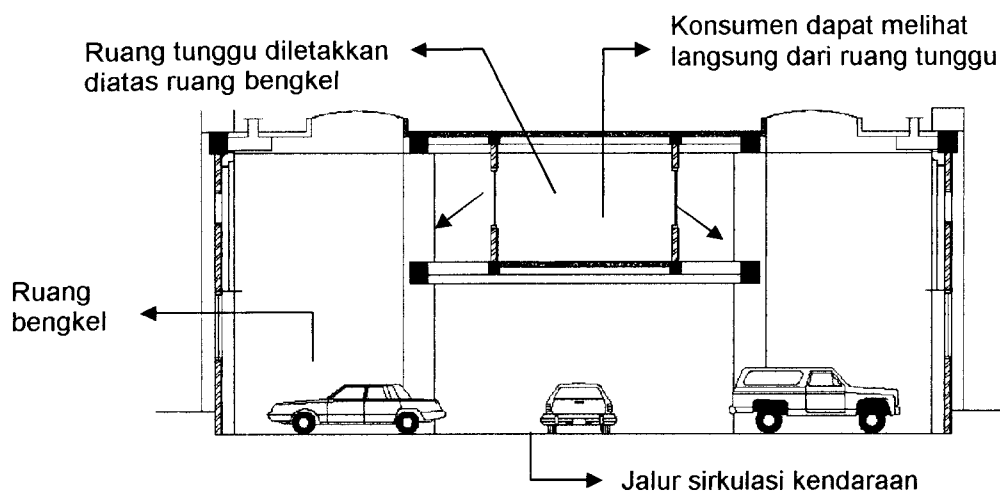 Ruang tunggu diletakkan
diatas ruang bengkel
Konsumen dapat melihat
langsung dari ruang tunggu
Ruang
bengkel
Jalur sirkulasi kendaraan